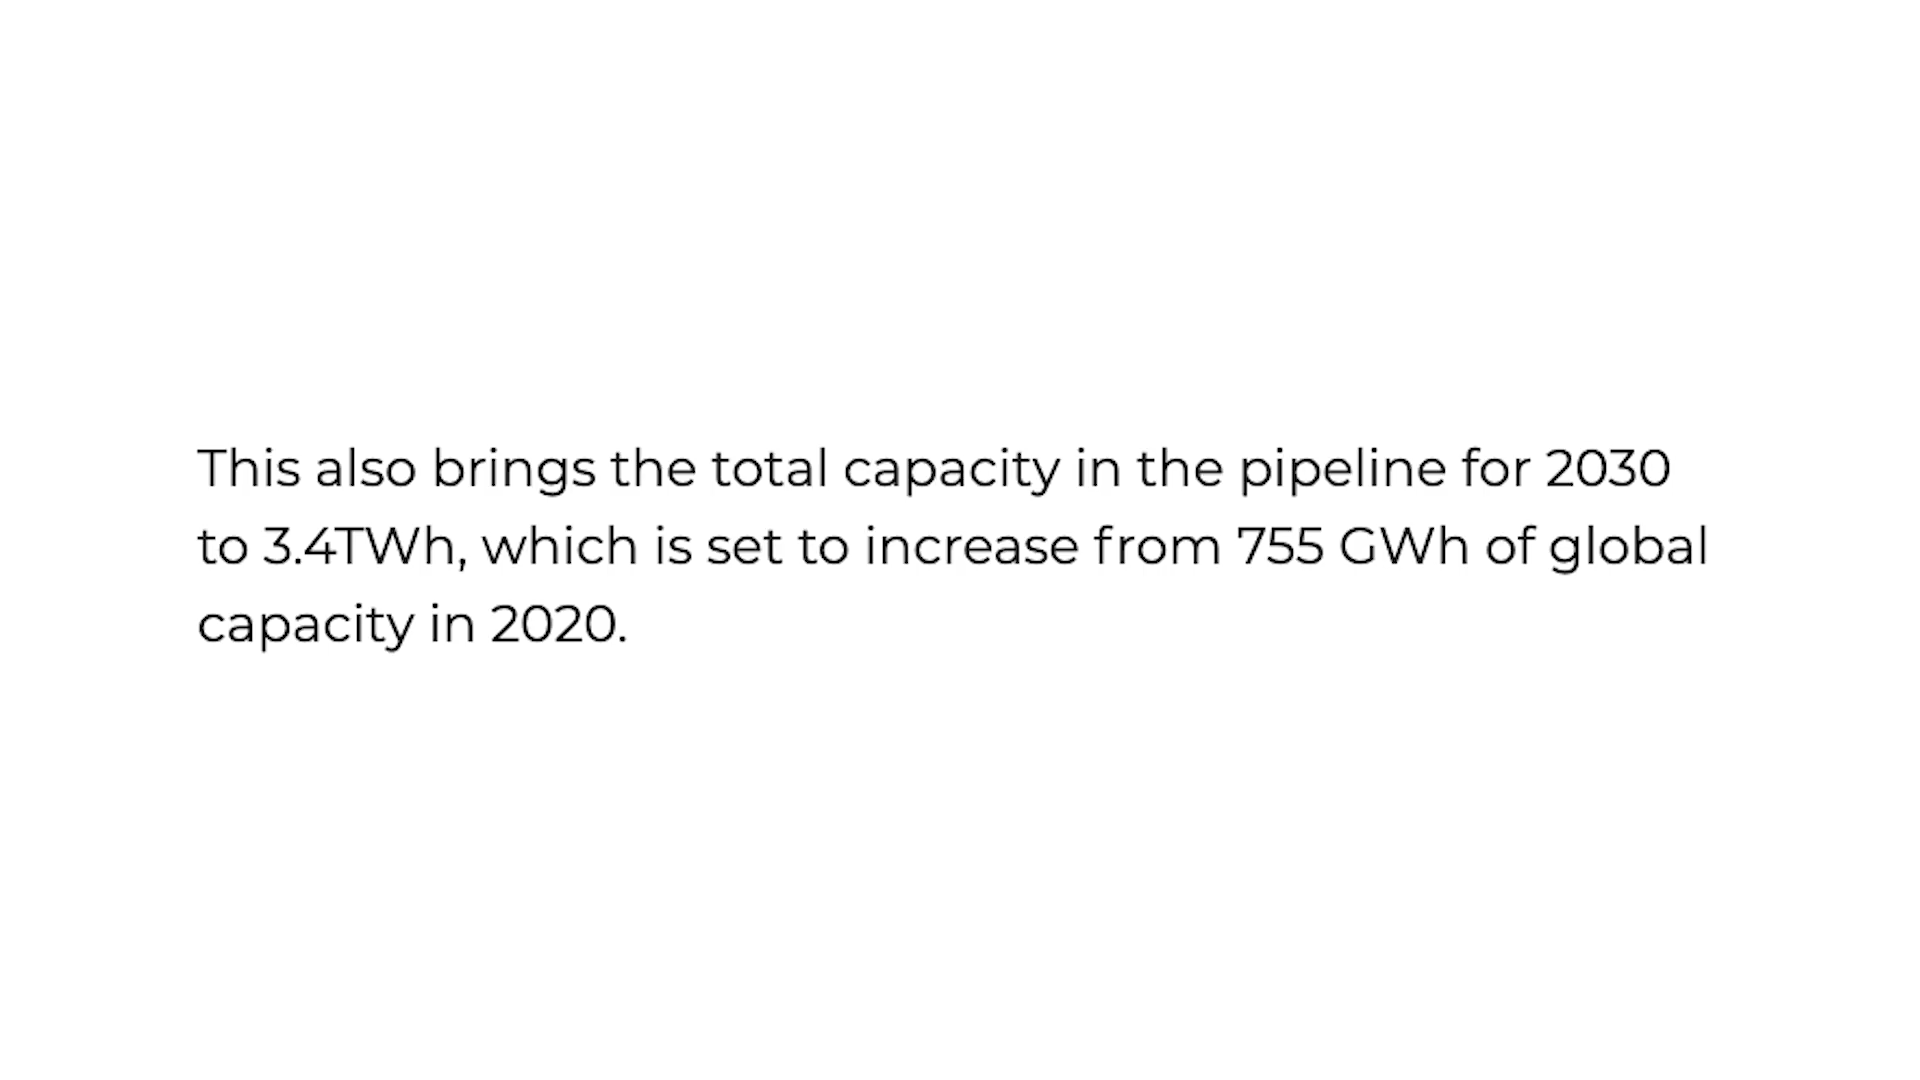 This also brings the total capacity in the pipeline for 2030
to 3.4TWh, which is set to increase from 755 GWh of global
capacity in 2020.